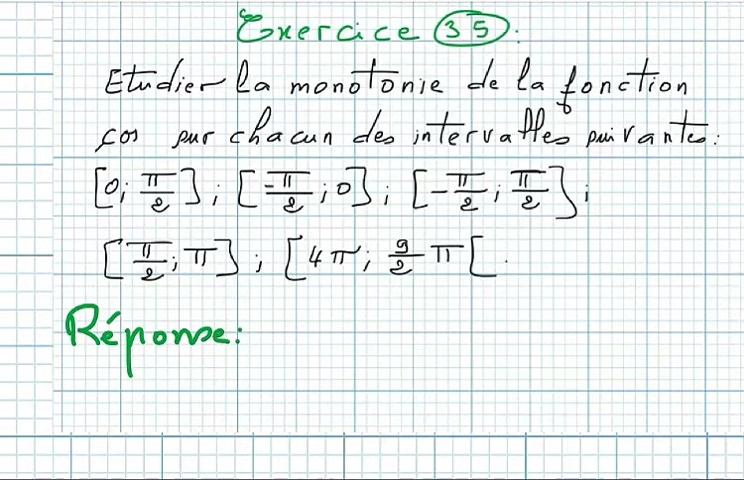 Exercice 35:
Etudier la monotonie de la fonction
cos sur chacun des intervalles suivantes:
[0; π/2]; [-π/2; 0]; [-π/2; π/2];
[π/2; π]; [4π; 9/2 π[.
Réponse: